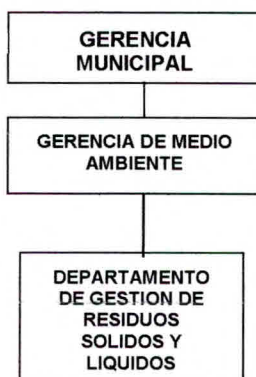 GERENCIA
MUNICIPAL
GERENCIA DE MEDIO
AMBIENTE
DEPARTAMENTO
DE GESTION DE
RESIDUOS
SOLIDOS Y
LIQUIDOS